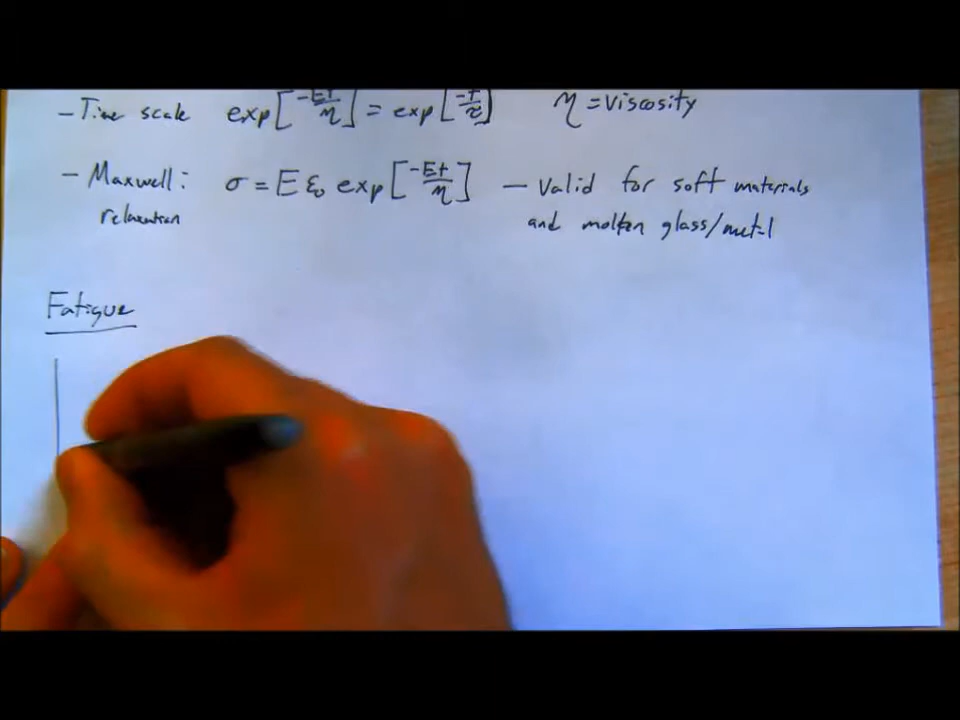 – Time scale exp[-Et/η] = exp[-t/τ] η = viscosity
– Maxwell: σ = E ε₀ exp[-Et/η] – valid for soft materials
relaxation and molten glass/metal
Fatigue